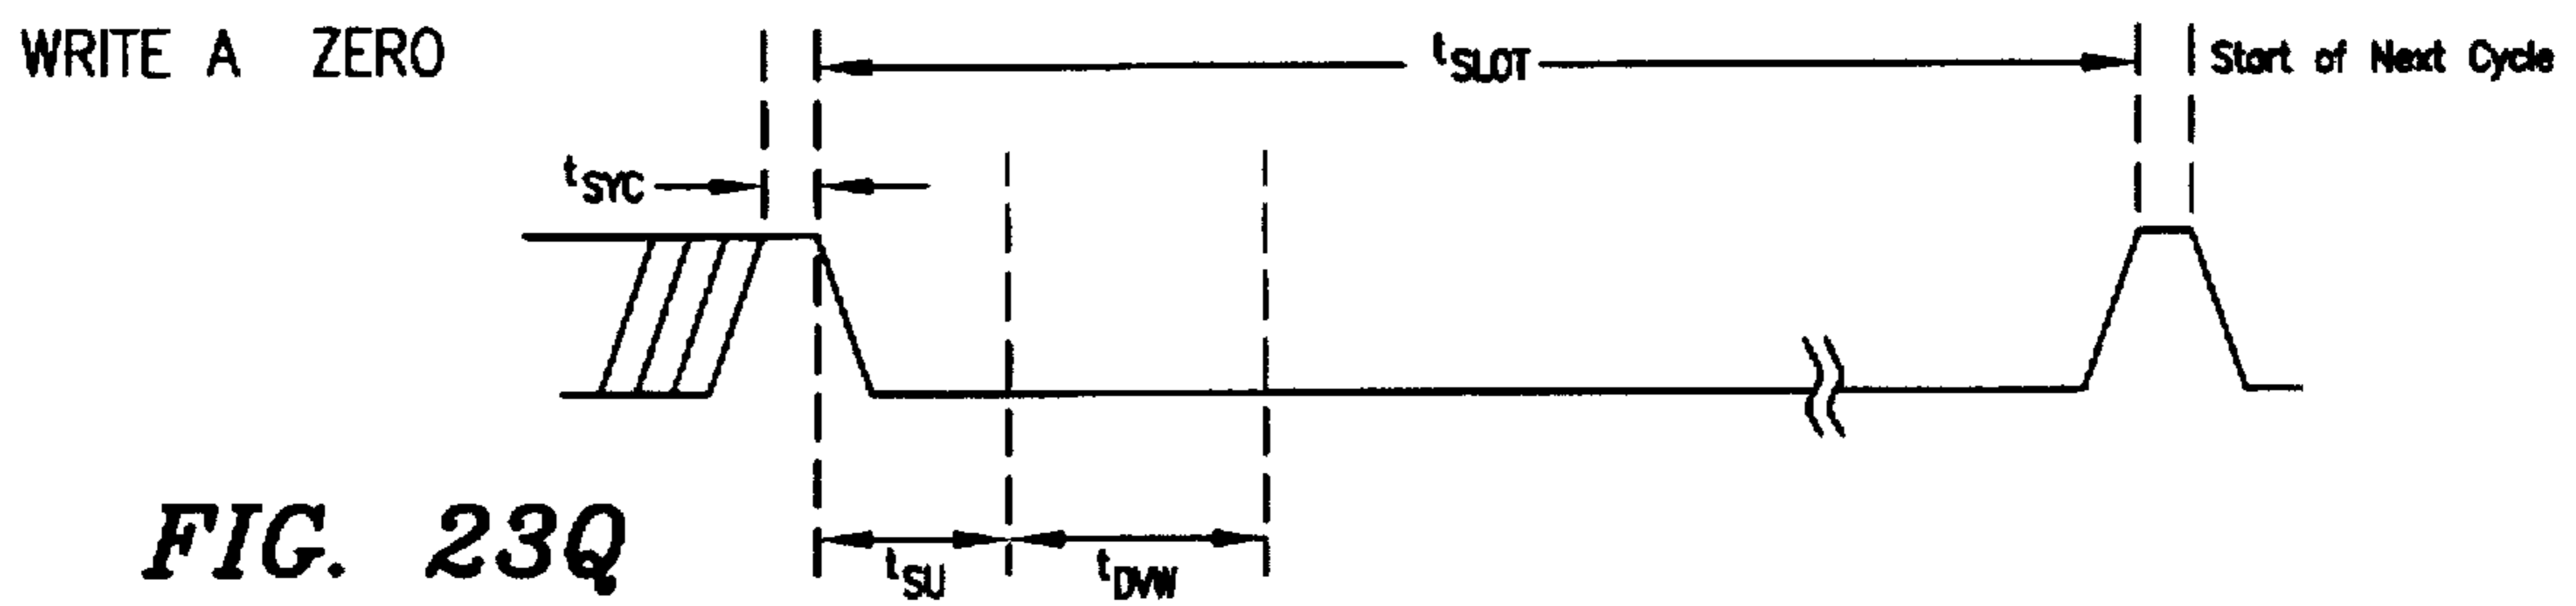 WRITE A ZERO
tSLOT
Start of Next Cycle
tSYC
tSU
tDVW
FIG. 23Q